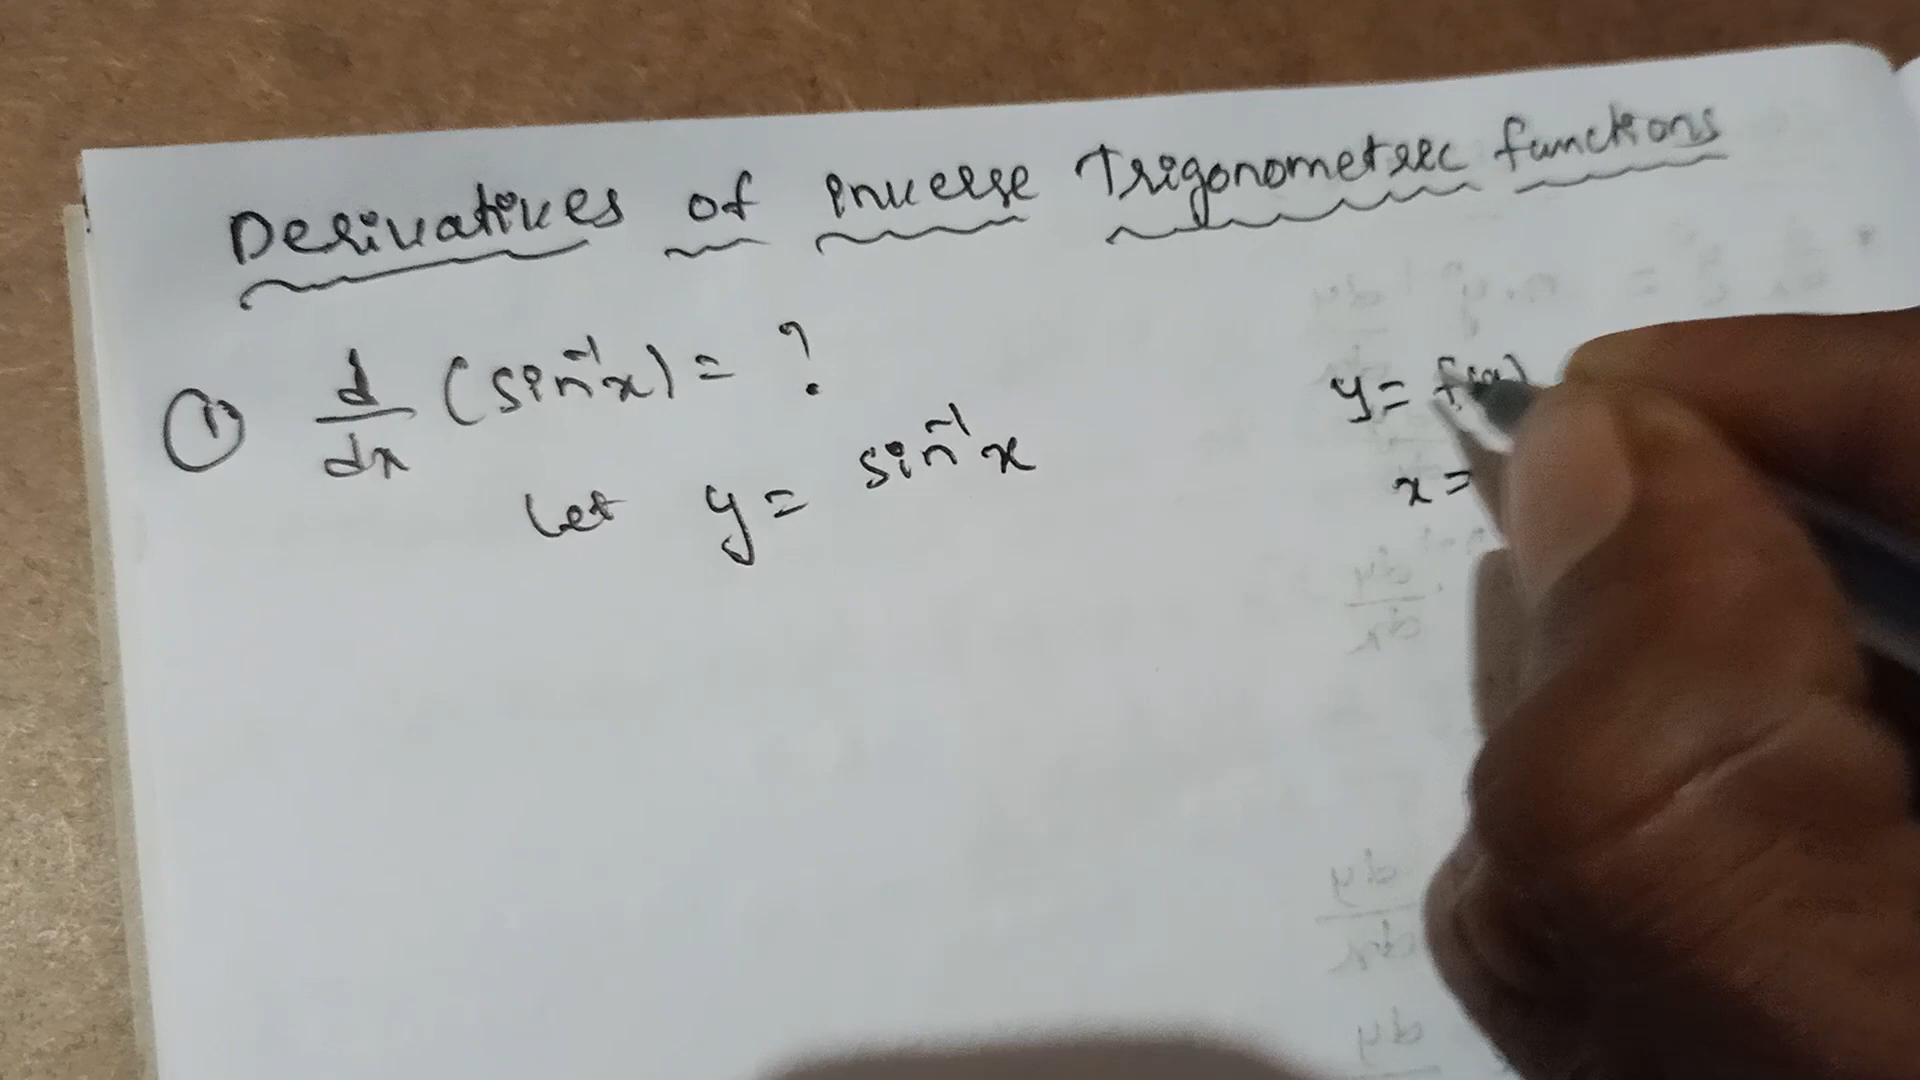 Derivatives of inverse Trigonometric functions
① d/dx (sin⁻¹x) = ?
Let y = sin⁻¹x
y = f(x)
x =